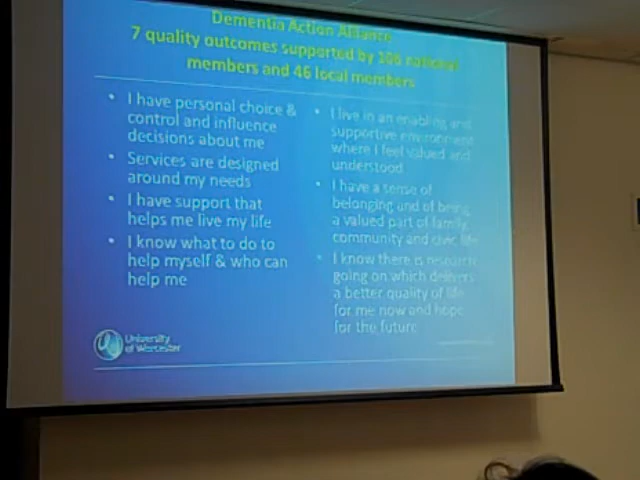 Dementia Action Alliance
7 quality outcomes supported by national
members and 46 local members
• I have personal choice &
control and influence
decisions about me
• Services are designed
around my needs
• I have support that
helps me live my life
• I know what to do to
help myself & who can
help me
• I live in an enabling and
supportive environment
where I feel valued and
understood
• I have a sense of
belonging and of being
a valued part of family,
community and civic life
• I know there is research
going on which delivers
a better quality of life
for me now and hope
for the future
University
of Worcester